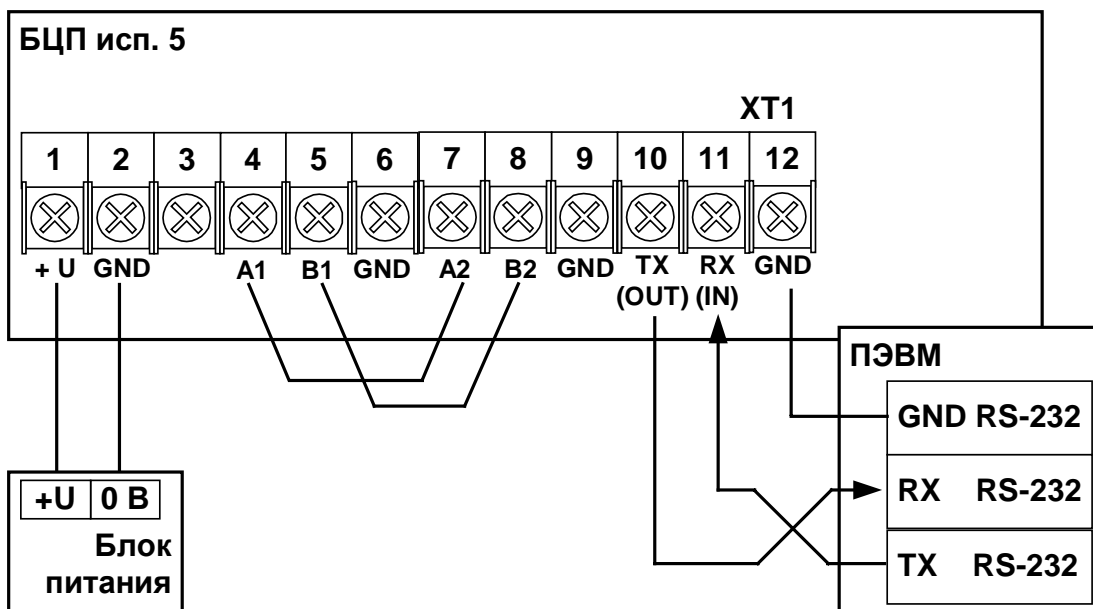 БЦП исп. 5
XT1
1 2 3 4 5 6 7 8 9 10 11 12
+ U GND A1 B1 GND A2 B2 GND TX RX GND
(OUT) (IN)
ПЭВМ
GND RS-232
RX RS-232
TX RS-232
+U 0 В
Блок
питания